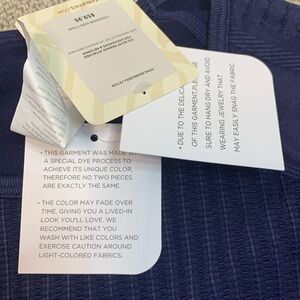 FABLETICS.COM
$59.95
• DUE TO THE DELICA
OF THIS GARMENT, PLE
SURE TO HANG DRY AND AVOID
WEARING JEWELRY THAT
MAY EASILY SNAG THE FABRIC.
• THIS GARMENT WAS MADE
A SPECIAL DYE PROCESS TO
ACHIEVE ITS UNIQUE COLOR,
THEREFORE NO TWO PIECES
ARE EXACTLY THE SAME.
• THE COLOR MAY FADE OVER
TIME, GIVING YOU A LIVED-IN
LOOK YOU'LL LOVE. WE
RECOMMEND THAT YOU
WASH WITH LIKE COLORS AND
EXERCISE CAUTION AROUND
LIGHT-COLORED FABRICS.